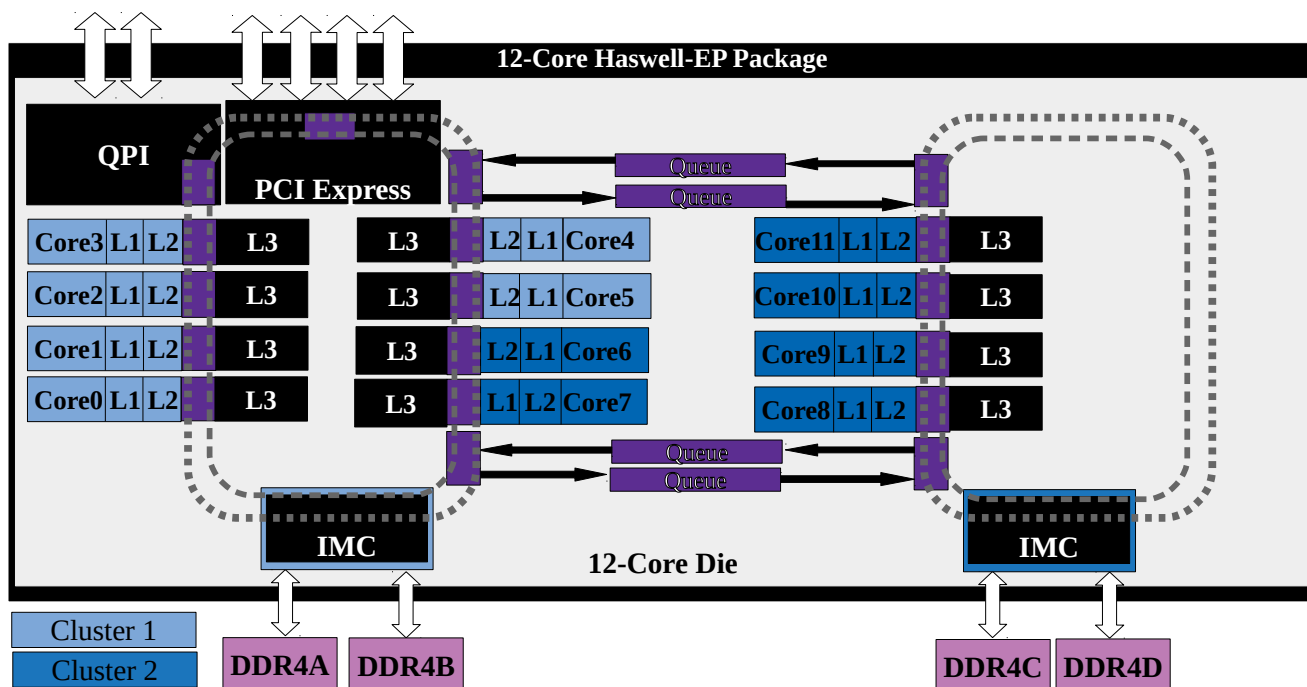 12-Core Haswell-EP Package
QPI
PCI Express
Queue
Queue
Core3 L1 L2 L3
L3 L2 L1 Core4
Core11 L1 L2 L3
Core2 L1 L2 L3
L3 L2 L1 Core5
Core10 L1 L2 L3
Core1 L1 L2 L3
L3 L2 L1 Core6
Core9 L1 L2 L3
Core0 L1 L2 L3
L3 L1 L2 Core7
Core8 L1 L2 L3
Queue
Queue
IMC
IMC
12-Core Die
Cluster 1
Cluster 2
DDR4A
DDR4B
DDR4C
DDR4D